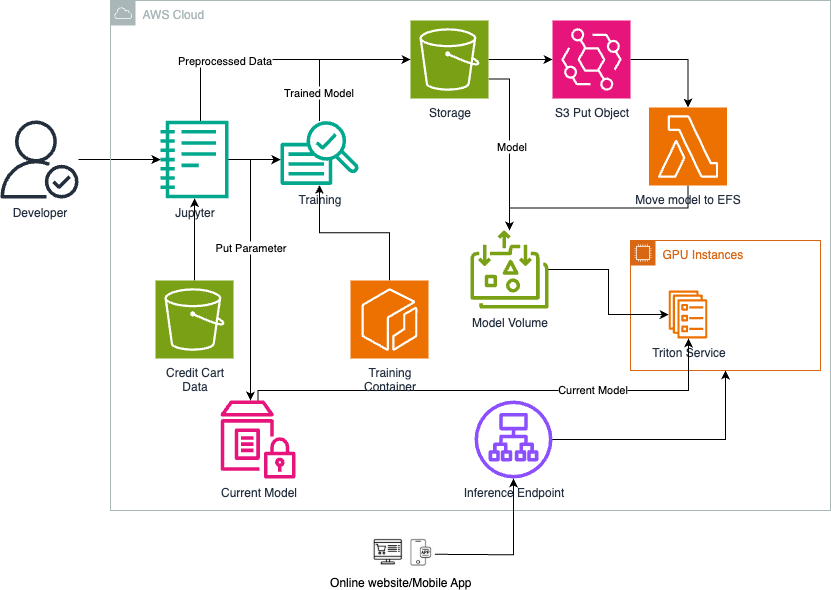 AWS Cloud
Preprocessed Data
Trained Model
Storage
S3 Put Object
Model
Move model to EFS
Developer
Jupyter
Training
Put Parameter
GPU Instances
Model Volume
Triton Service
Credit Cart
Data
Training
Container
Current Model
Current Model
Inference Endpoint
APP
Online website/Mobile App